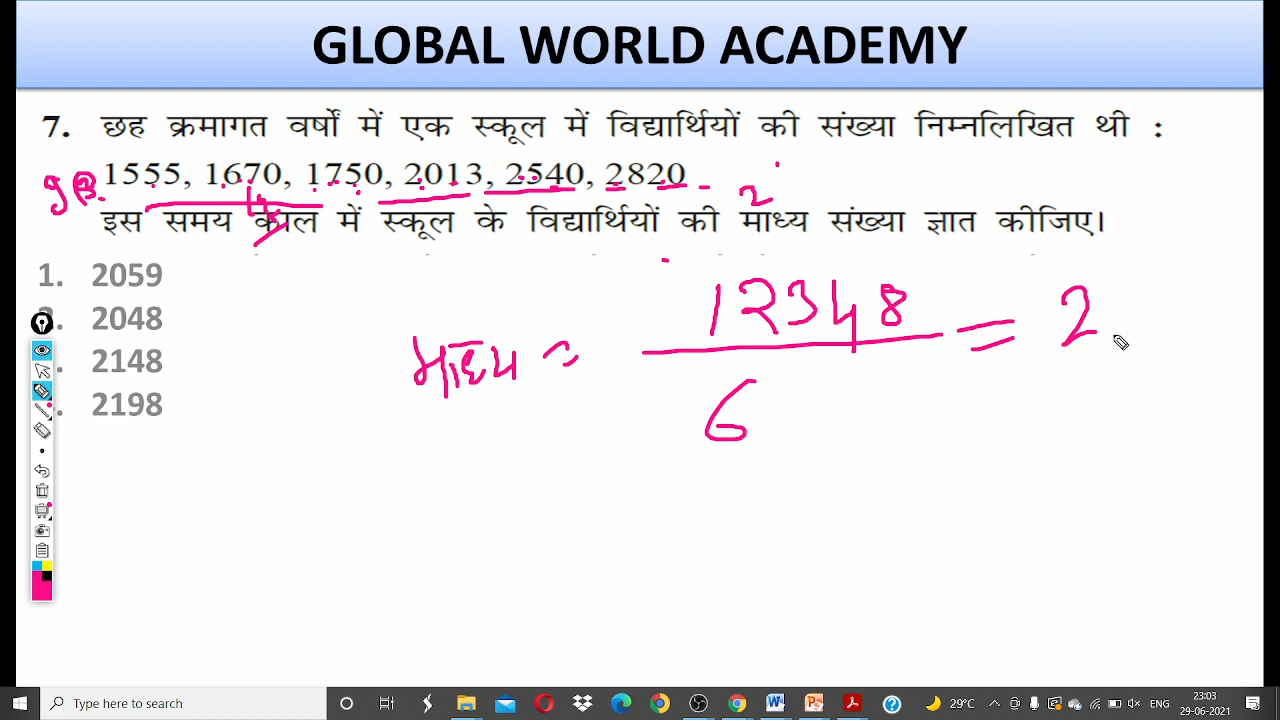 GLOBAL WORLD ACADEMY
7. छह क्रमागत वर्षों में एक स्कूल में विद्यार्थियों की संख्या निम्नलिखित थी :
1555, 1670, 1750, 2013, 2540, 2820
2
इस समय काल में स्कूल के विद्यार्थियों की माध्य संख्या ज्ञात कीजिए।
1. 2059
. 2048
. 2148
. 2198
माध्य = 12348 = 2
6
Type here to search
29°C
ENG
23:03
29-06-2021